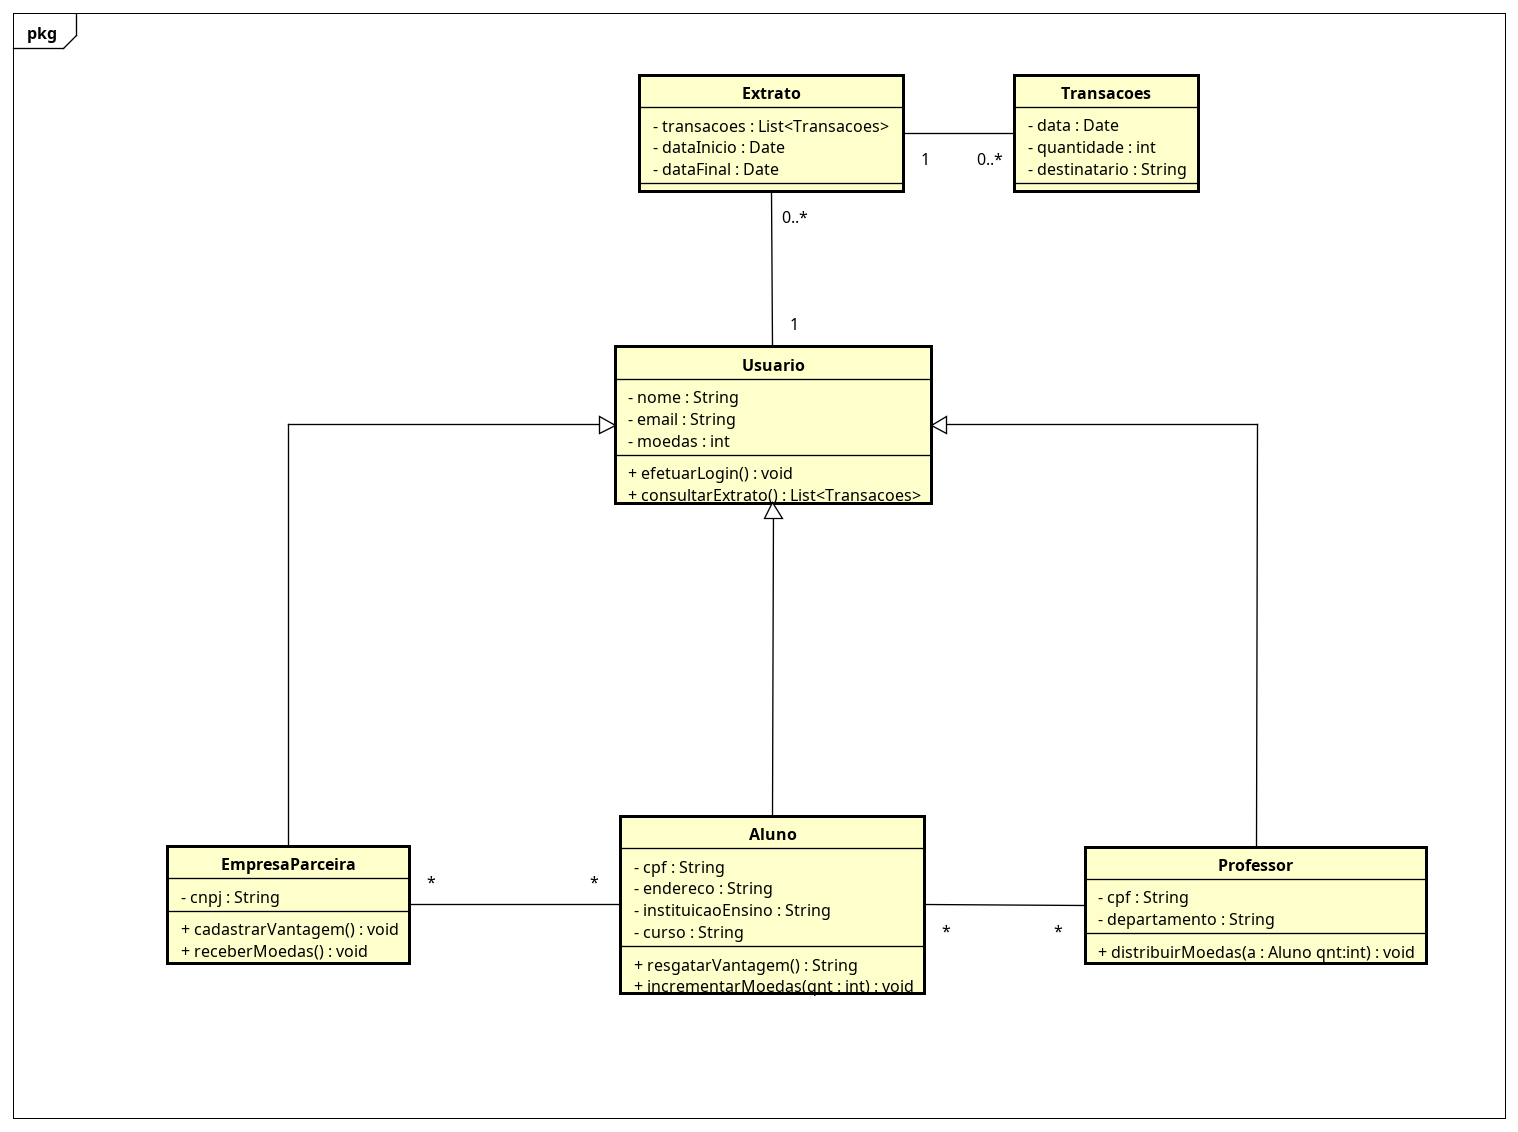 pkg
Extrato
- transacoes : List<Transacoes>
- dataInicio : Date
- dataFinal : Date
Transacoes
- data : Date
- quantidade : int
- destinatario : String
1
0..*
0..*
1
Usuario
- nome : String
- email : String
- moedas : int
+ efetuarLogin() : void
+ consultarExtrato() : List<Transacoes>
EmpresaParceira
- cnpj : String
+ cadastrarVantagem() : void
+ receberMoedas() : void
*
*
Aluno
- cpf : String
- endereco : String
- instituicaoEnsino : String
- curso : String
+ resgatarVantagem() : String
+ incrementarMoedas(qnt : int) : void
*
*
Professor
- cpf : String
- departamento : String
+ distribuirMoedas(a : Aluno qnt:int) : void